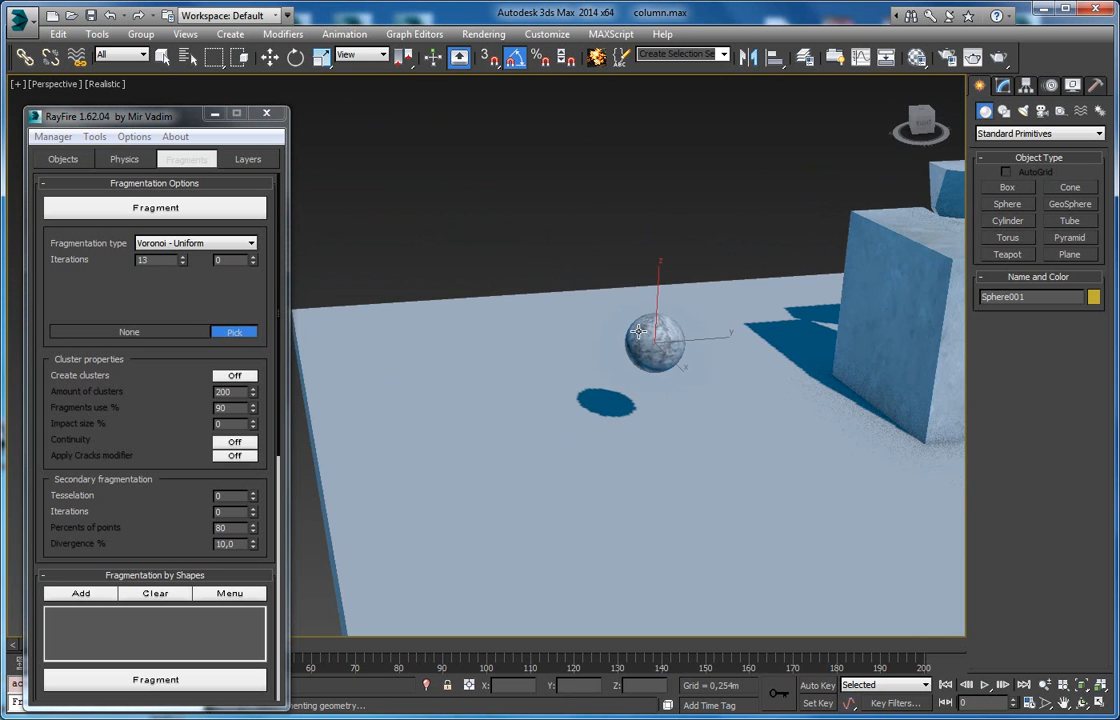 Workspace: Default
Autodesk 3ds Max 2014 x64 column.max
Edit Tools Group Views Create Modifiers Animation Graph Editors Rendering Customize MAXScript Help
All View 3 Create Selection Se
[+] [Perspective] [Realistic]
RayFire 1.62.04 by Mir Vadim
Manager Tools Options About
Objects Physics Fragments Layers
- Fragmentation Options
Fragment
Fragmentation type Voronoi - Uniform
Iterations 13 0
None Pick
Cluster properties
Create clusters Off
Amount of clusters 200
Fragments use % 90
Impact size % 0
Continuity Off
Apply Cracks modifier Off
Secondary fragmentation
Tesselation 0
Iterations 0
Percents of points 80
Divergence % 10,0
- Fragmentation by Shapes
Add Clear Menu
Fragment
z
y
x
RIGHT
Standard Primitives
- Object Type
AutoGrid
Box Cone
Sphere GeoSphere
Cylinder Tube
Torus Pyramid
Teapot Plane
- Name and Color
Sphere001
60 70 80 90 100 110 120 130 140 150 160 170 180 190 200
X: Y: Z: Grid = 0,254m
Auto Key Selected
enting geometry... Add Time Tag
Set Key Key Filters... 0